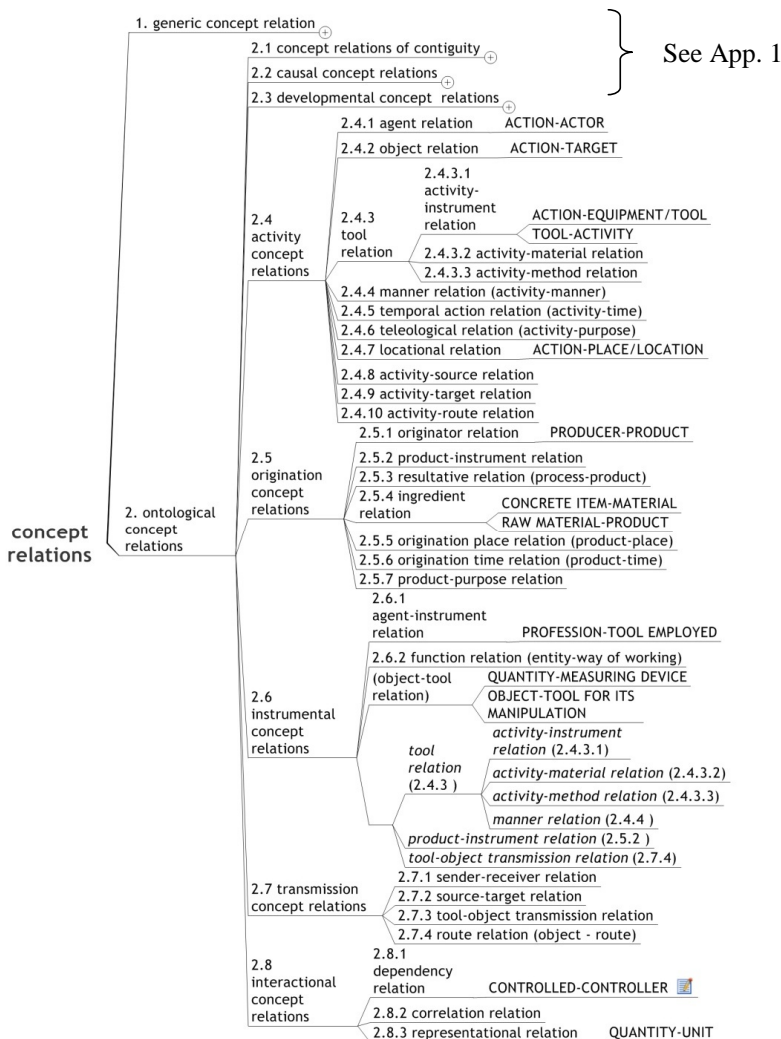 1. generic concept relation
See App. 1
2.1 concept relations of contiguity
2.2 causal concept relations
2.3 developmental concept relations
2.4.1 agent relation ACTION-ACTOR
2.4.2 object relation ACTION-TARGET
2.4
activity
concept
relations
2.4.3
tool
relation
2.4.3.1
activity-
instrument
relation
ACTION-EQUIPMENT/TOOL
TOOL-ACTIVITY
2.4.3.2 activity-material relation
2.4.3.3 activity-method relation
2.4.4 manner relation (activity-manner)
2.4.5 temporal action relation (activity-time)
2.4.6 teleological relation (activity-purpose)
2.4.7 locational relation ACTION-PLACE/LOCATION
2.4.8 activity-source relation
2.4.9 activity-target relation
2.4.10 activity-route relation
concept
relations
2. ontological
concept
relations
2.5
origination
concept
relations
2.5.1 originator relation PRODUCER-PRODUCT
2.5.2 product-instrument relation
2.5.3 resultative relation (process-product)
2.5.4 ingredient
relation
CONCRETE ITEM-MATERIAL
RAW MATERIAL-PRODUCT
2.5.5 origination place relation (product-place)
2.5.6 origination time relation (product-time)
2.5.7 product-purpose relation
2.6
instrumental
concept
relations
2.6.1
agent-instrument
relation
PROFESSION-TOOL EMPLOYED
2.6.2 function relation (entity-way of working)
(object-tool
relation)
QUANTITY-MEASURING DEVICE
OBJECT-TOOL FOR ITS
MANIPULATION
tool
relation
(2.4.3 )
activity-instrument
relation (2.4.3.1)
activity-material relation (2.4.3.2)
activity-method relation (2.4.3.3)
manner relation (2.4.4 )
product-instrument relation (2.5.2 )
tool-object transmission relation (2.7.4)
2.7 transmission
concept relations
2.7.1 sender-receiver relation
2.7.2 source-target relation
2.7.3 tool-object transmission relation
2.7.4 route relation (object - route)
2.8
interactional
concept
relations
2.8.1
dependency
relation
CONTROLLED-CONTROLLER
2.8.2 correlation relation
2.8.3 representational relation QUANTITY-UNIT